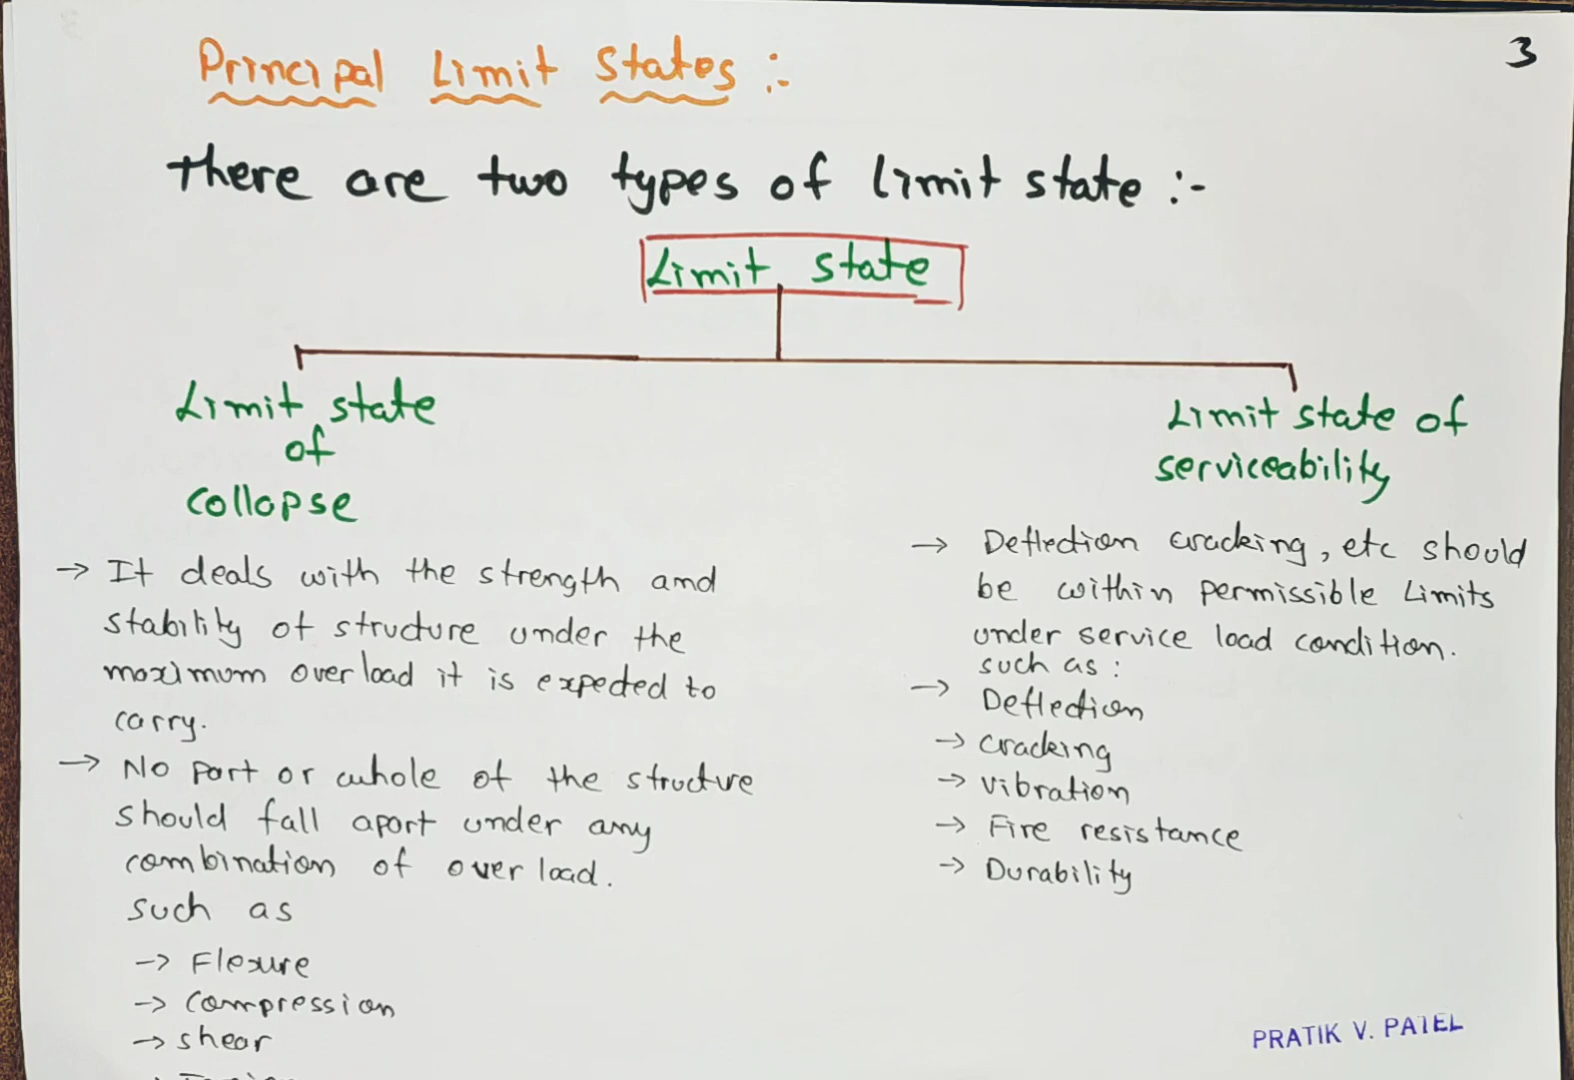 3
Principal Limit States :-
There are two types of limit state :-
Limit state
Limit state
of
collapse
→ It deals with the strength and
stability of structure under the
maximum over load it is expected to
carry.
→ No part or whole of the structure
should fall apart under any
combination of over load.
such as
→ Flexure
→ Compression
→ shear
Limit state of
serviceability
→ Deflection cracking, etc should
be within permissible Limits
under service load condition.
such as :
→ Deflection
→ cracking
→ vibration
→ Fire resistance
→ Durability
PRATIK V. PATEL